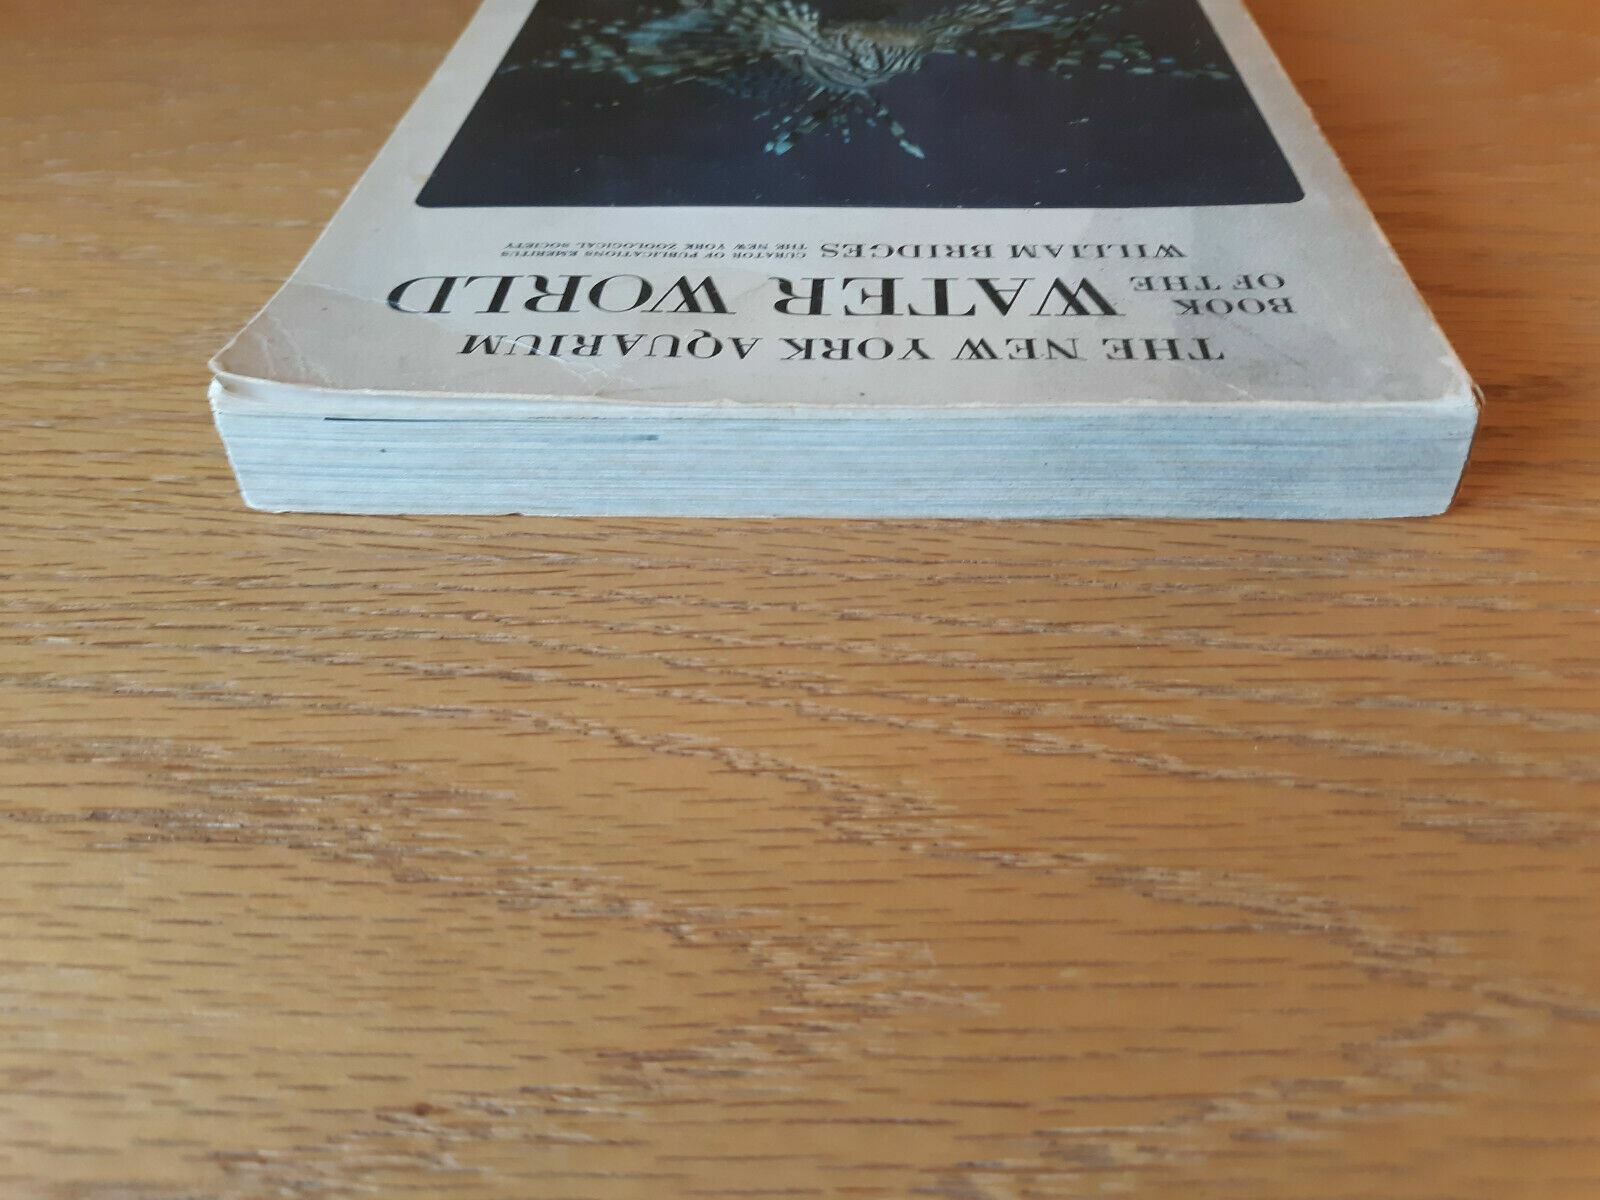 THE NEW YORK AQUARIUM
BOOK OF THE WATER WORLD
WILLIAM BRIDGES
CURATOR OF PUBLICATIONS EMERITUS
THE NEW YORK ZOOLOGICAL SOCIETY